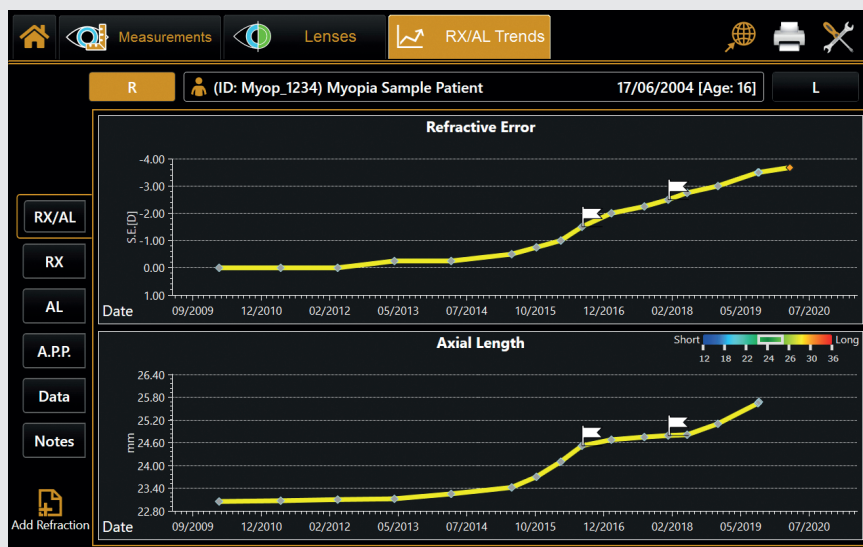 Measurements Lenses RX/AL Trends
R (ID: Myop_1234) Myopia Sample Patient 17/06/2004 [Age: 16] L
Refractive Error
-4.00
-3.00
-2.00
-1.00
0.00
1.00
S.E.[D]
Date 09/2009 12/2010 02/2012 05/2013 07/2014 10/2015 12/2016 02/2018 05/2019 07/2020
RX/AL
RX
AL
A.P.P.
Data
Notes
Add Refraction
Axial Length
Short Long
12 18 22 24 26 30 36
26.40
25.80
25.20
24.60
24.00
23.40
22.80
mm
Date 09/2009 12/2010 02/2012 05/2013 07/2014 10/2015 12/2016 02/2018 05/2019 07/2020